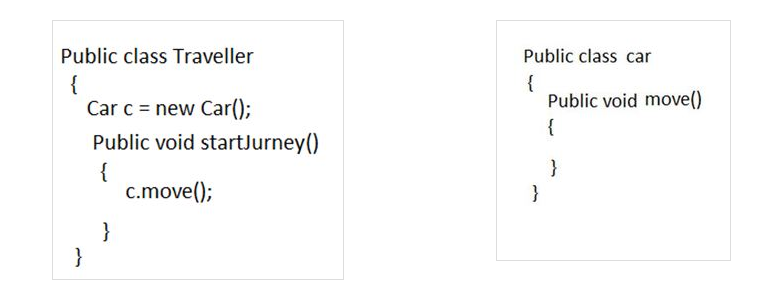 Public class Traveller
{
Car c = new Car();
Public void startJurney()
{
c.move();
}
}
Public class car
{
Public void move()
{
}
}